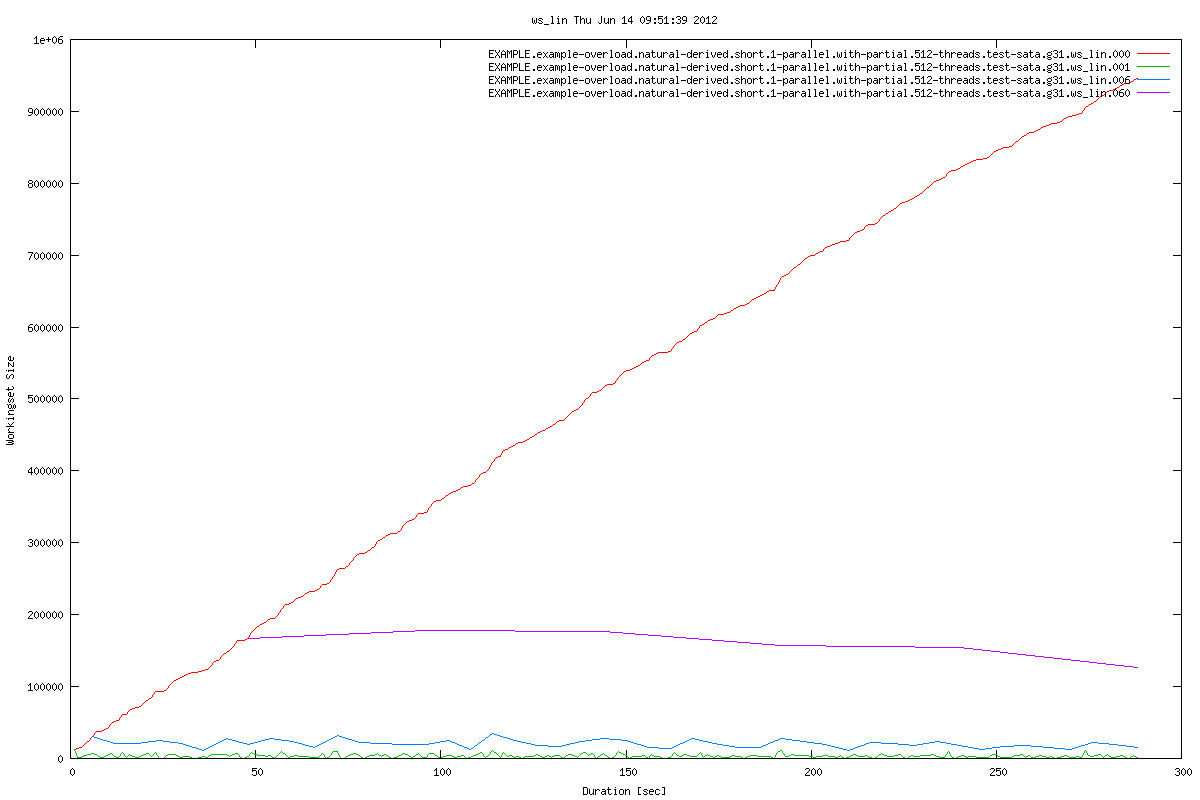 ws_lin Thu Jun 14 09:51:39 2012
EXAMPLE.example-overload.natural-derived.short.1-parallel.with-partial.512-threads.test-sata.g31.ws_lin.000
EXAMPLE.example-overload.natural-derived.short.1-parallel.with-partial.512-threads.test-sata.g31.ws_lin.001
EXAMPLE.example-overload.natural-derived.short.1-parallel.with-partial.512-threads.test-sata.g31.ws_lin.006
EXAMPLE.example-overload.natural-derived.short.1-parallel.with-partial.512-threads.test-sata.g31.ws_lin.060
1e+06
900000
800000
700000
600000
500000
400000
300000
200000
100000
0
Workingset Size
0 50 100 150 200 250 300
Duration [sec]